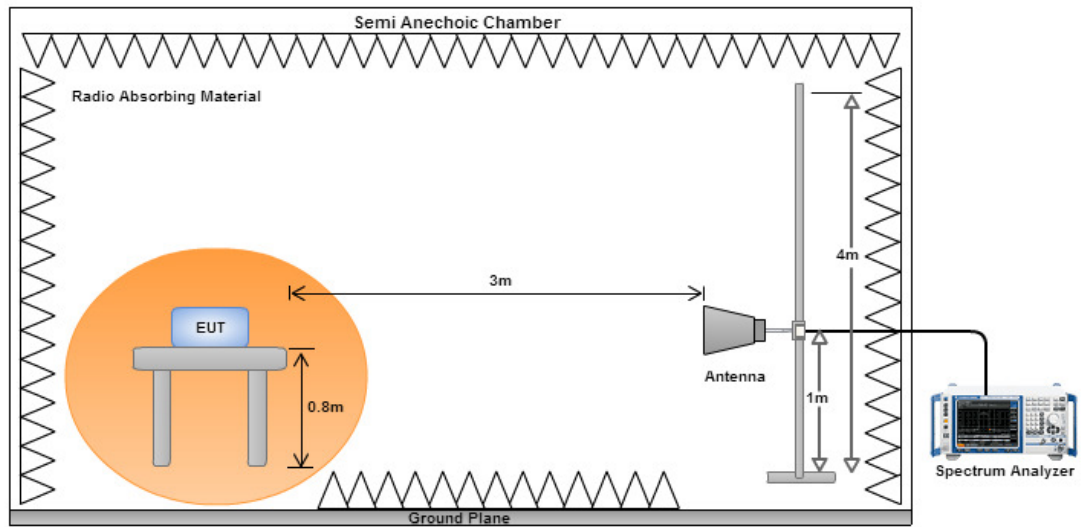 Semi Anechoic Chamber
Radio Absorbing Material
3m
4m
EUT
Antenna
0.8m
1m
Spectrum Analyzer
Ground Plane